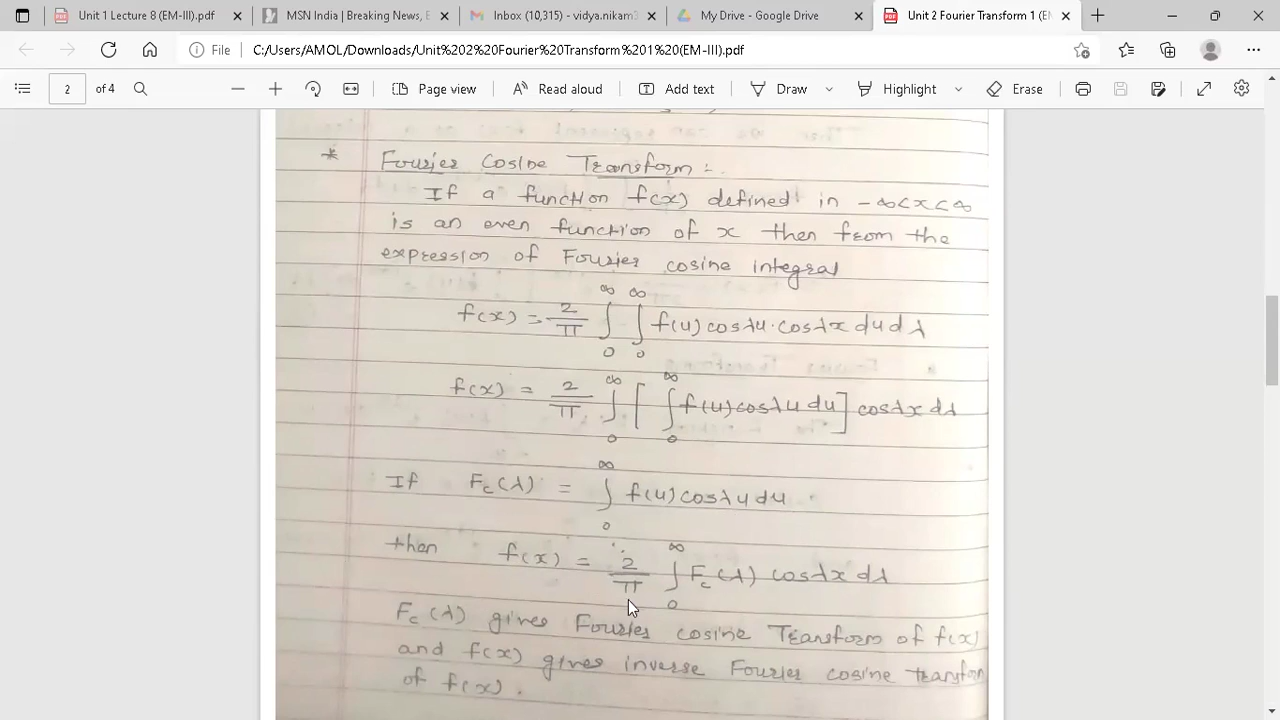 Unit 1 Lecture 8 (EM-III).pdf
MSN India | Breaking News, E
Inbox (10,315) - vidya.nikam3
My Drive - Google Drive
Unit 2 Fourier Transform 1 (EM
File C:/Users/AMOL/Downloads/Unit%202%20Fourier%20Transform%201%20(EM-III).pdf
2 of 4 Page view Read aloud Add text Draw Highlight Erase
* Fourier Cosine Transform :
If a function f(x) defined in -∞<x<∞
is an even function of x then from the
expression of Fourier cosine integral
f(x) = 2/π ∫₀^∞ ∫₀^∞ f(u) cosλu·cosλx du dλ
f(x) = 2/π ∫₀^∞ [ ∫₀^∞ f(u) cosλu du ] cosλx dλ
If Fc(λ) = ∫₀^∞ f(u) cosλu du
then f(x) = 2/π ∫₀^∞ Fc(λ) cosλx dλ
Fc(λ) gives Fourier cosine Transform of f(x)
and f(x) gives inverse Fourier cosine transform
of f(x).